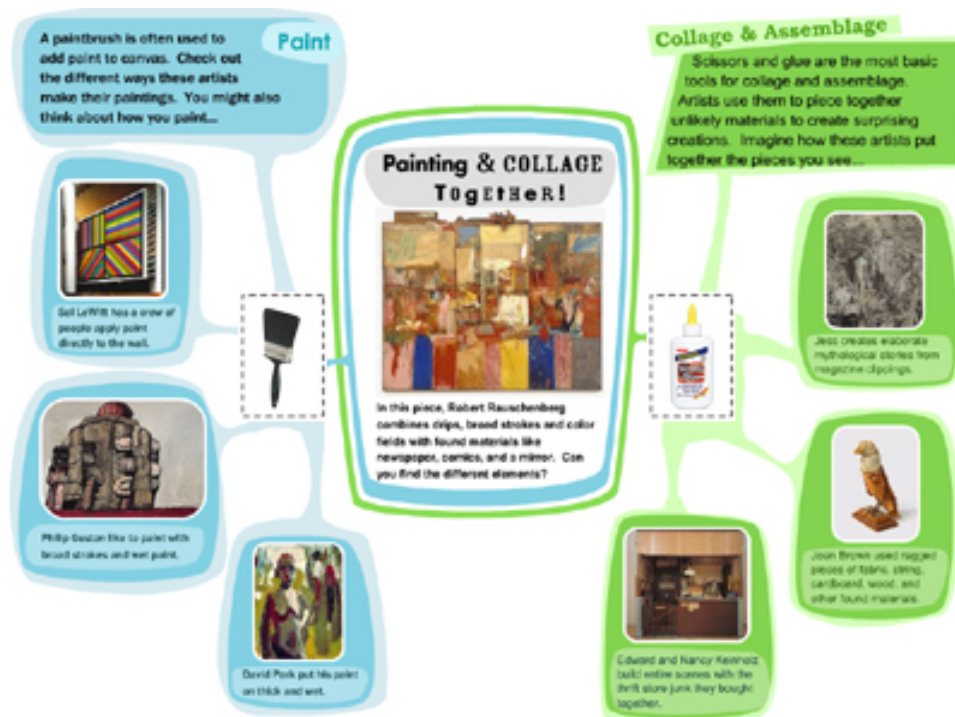 Paint
A paintbrush is often used to
add paint to canvas. Check out
the different ways these artists
make their paintings. You might also
think about how you paint...
Sol LeWitt has a crew of
people apply paint
directly to the wall.
Philip Guston like to paint with
broad strokes and wet paint.
David Park put his paint
on thick and wet.
Painting & COLLAGE
TOgEtHeR!
In this piece, Robert Rauschenberg
combines drips, broad strokes and color
fields with found materials like
newspaper, comics, and a mirror. Can
you find the different elements?
Collage & Assemblage
Scissors and glue are the most basic
tools for collage and assemblage.
Artists use them to piece together
unlikely materials to create surprising
creations. Imagine how these artists put
together the pieces you see...
Jess creates elaborate
mythological stories from
magazine clippings.
Joan Brown used ragged
pieces of fabric, string,
cardboard, wood, and
other found materials.
Edward and Nancy Keinholz
build entire scenes with the
thrift store junk they bought
together.